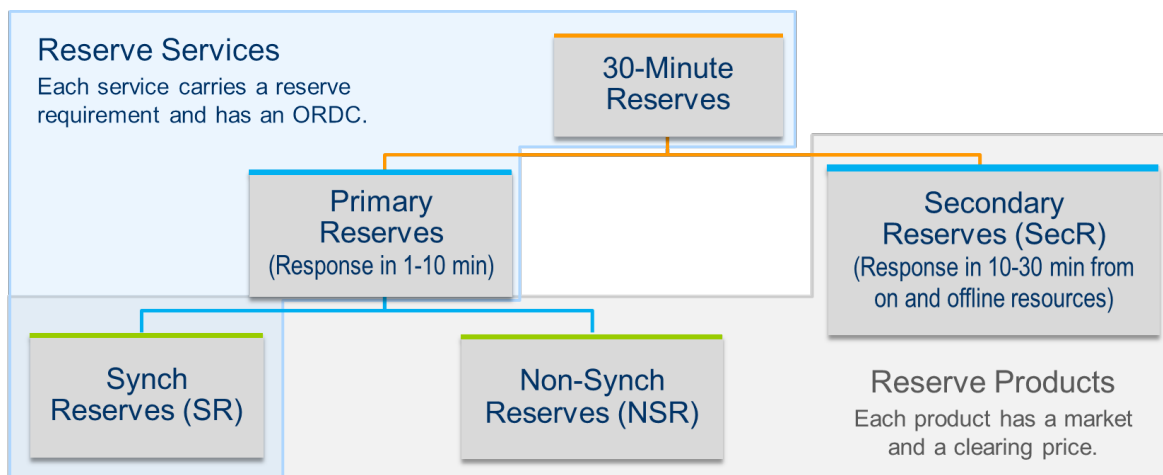 Reserve Services
Each service carries a reserve
requirement and has an ORDC.
30-Minute
Reserves
Primary
Reserves
(Response in 1-10 min)
Secondary
Reserves (SecR)
(Response in 10-30 min from
on and offline resources)
Synch
Reserves (SR)
Non-Synch
Reserves (NSR)
Reserve Products
Each product has a market
and a clearing price.